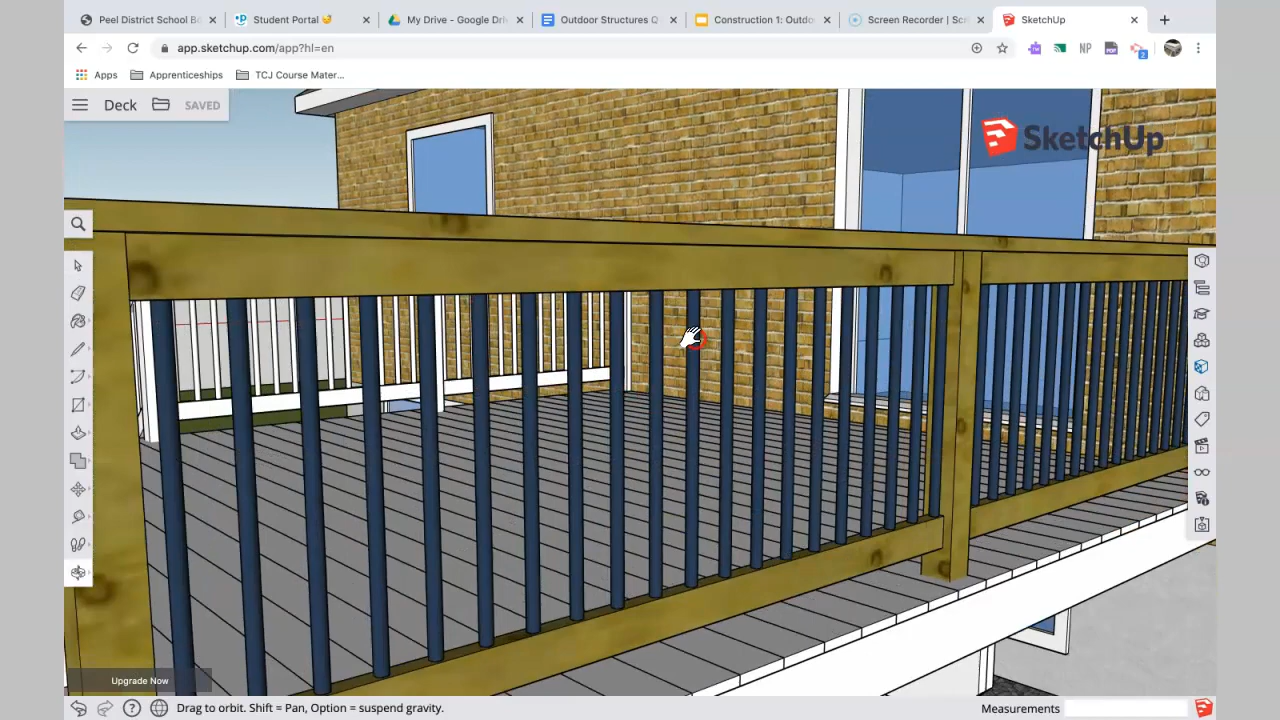 Peel District School Bo
Student Portal
My Drive - Google Dri
Outdoor Structures Q
Construction 1: Outdo
Screen Recorder | Scr
SketchUp
app.sketchup.com/app?hl=en
NP
PDF
2
Apps
Apprenticeships
TCJ Course Mater...
Deck
SAVED
SketchUp
Upgrade Now
Drag to orbit. Shift = Pan, Option = suspend gravity.
Measurements